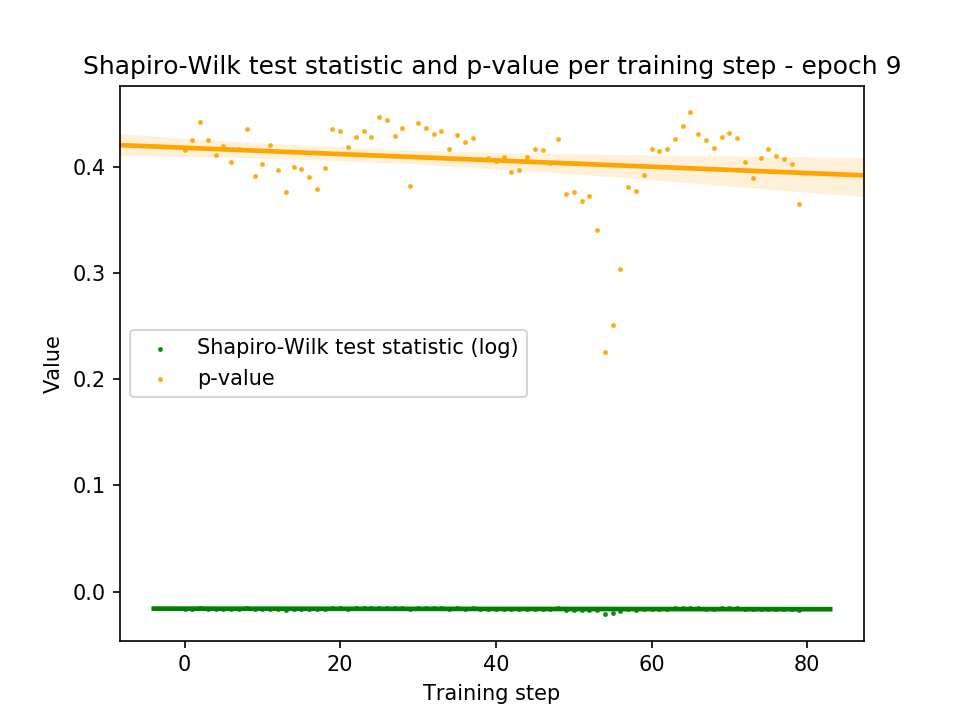 Shapiro-Wilk test statistic and p-value per training step - epoch 9
Value
0.4
0.3
0.2
0.1
0.0
Shapiro-Wilk test statistic (log)
p-value
0 20 40 60 80
Training step